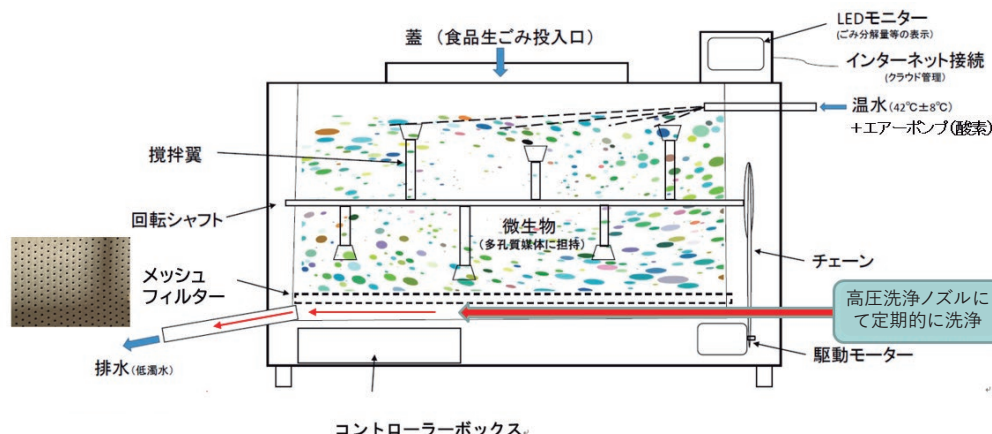 LEDモニター
(ごみ分解量等の表示)
蓋 (食品生ごみ投入口)
インターネット接続
(クラウド管理)
温水(42℃±8℃)
+エアーポンプ(酸素)
撹拌翼
回転シャフト
微生物
(多孔質媒体に担持)
メッシュ
フィルター
チェーン
高圧洗浄ノズルに
て定期的に洗浄
駆動モーター
排水(低濁水)
コントローラーボックス